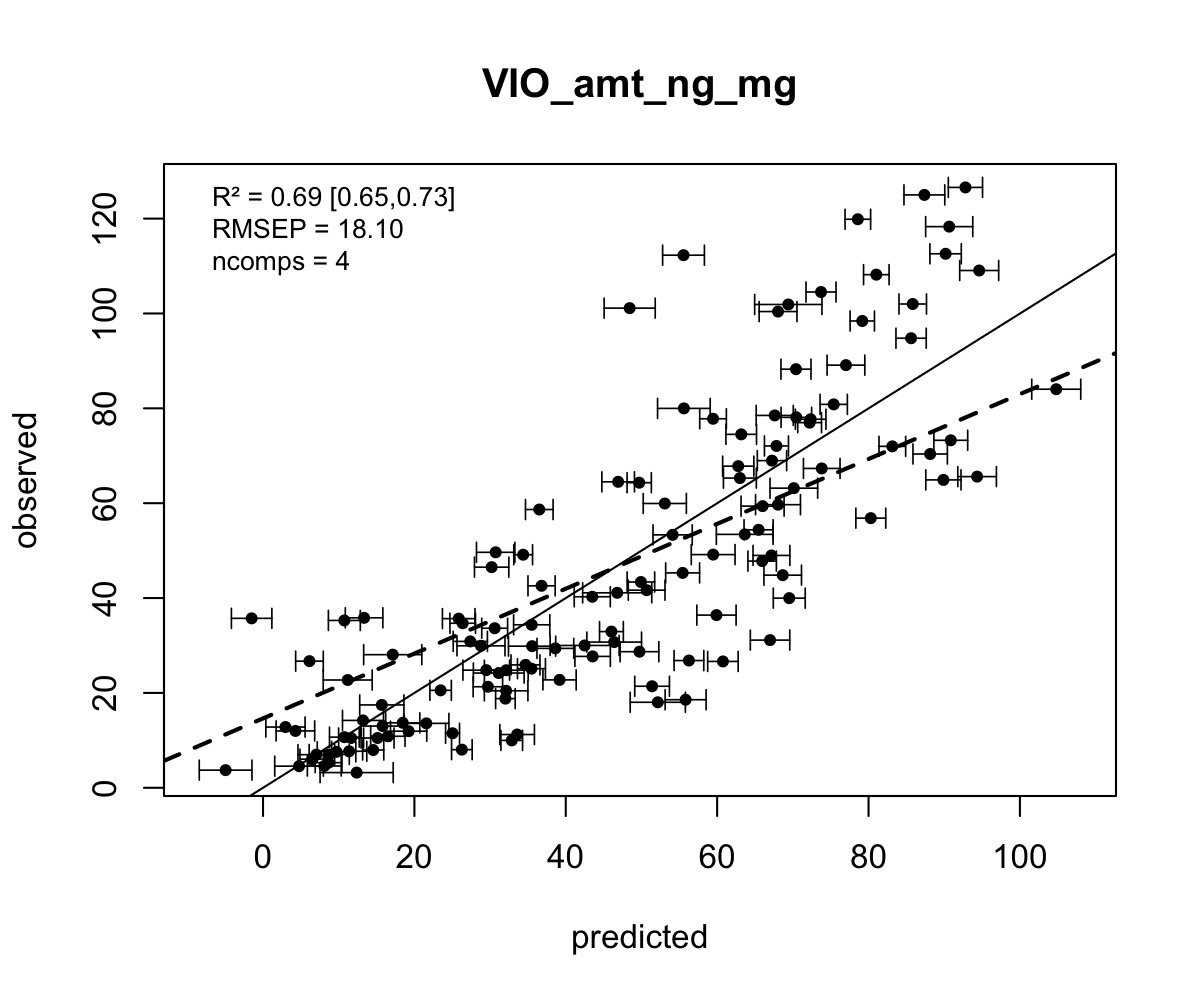 VIO_amt_ng_mg
R² = 0.69 [0.65,0.73]
RMSEP = 18.10
ncomps = 4
observed
120
100
80
60
40
20
0
0 20 40 60 80 100
predicted